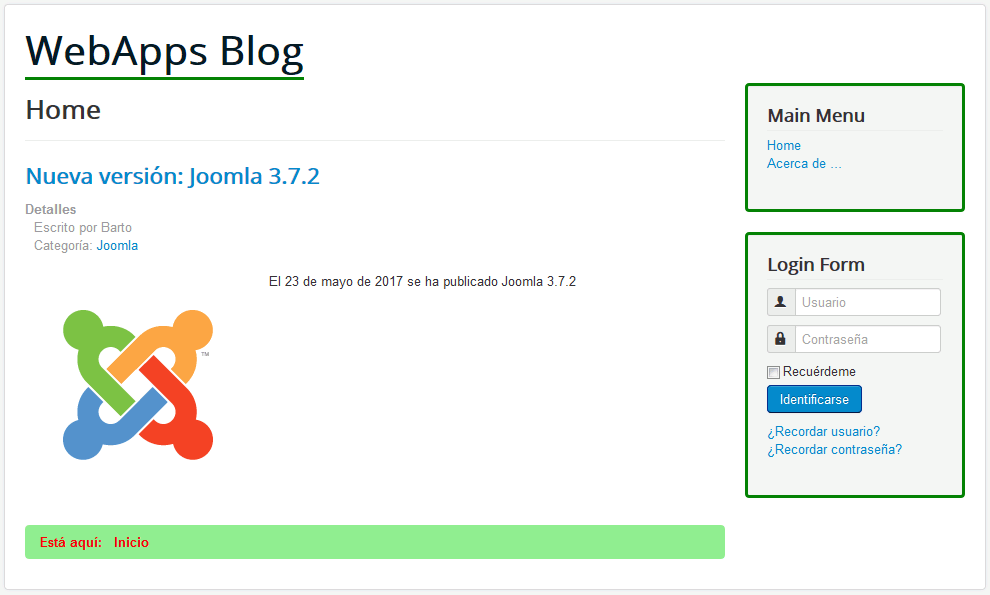 WebApps Blog
Home
Nueva versión: Joomla 3.7.2
Detalles
Escrito por Barto
Categoría: Joomla
El 23 de mayo de 2017 se ha publicado Joomla 3.7.2
TM
Está aquí: Inicio
Main Menu
Home
Acerca de ...
Login Form
Usuario
Contraseña
Recuérdeme
Identificarse
¿Recordar usuario?
¿Recordar contraseña?